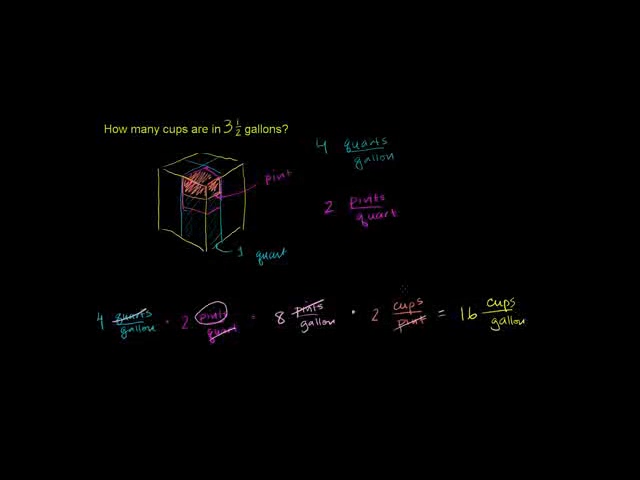 How many cups are in 3 1/2 gallons?
4 quarts/gallon
pint
2 pints/quart
1 quart
4 quarts/gallon · 2 pints/quart = 8 pints/gallon · 2 cups/pint = 16 cups/gallon